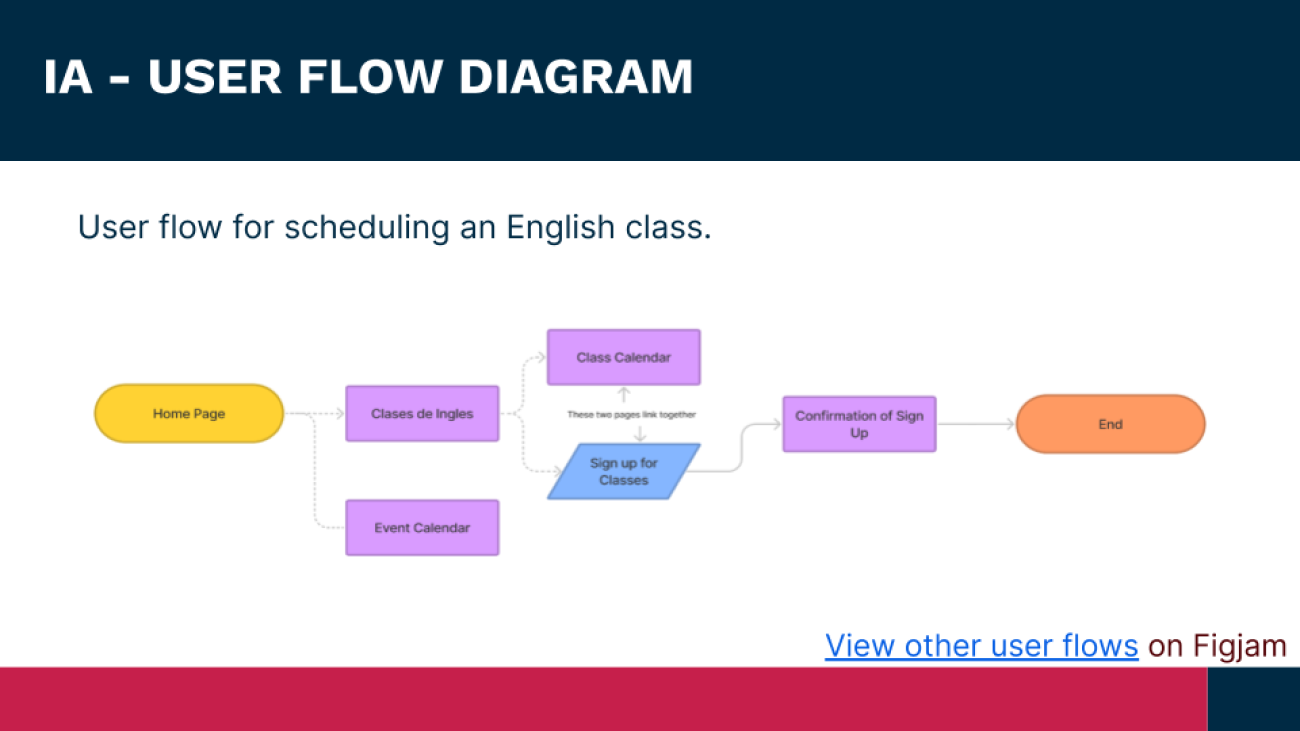 IA - USER FLOW DIAGRAM
User flow for scheduling an English class.
Home Page
Clases de Ingles
Event Calendar
Class Calendar
These two pages link together
Sign up for
Classes
Confirmation of Sign
Up
End
View other user flows on Figjam